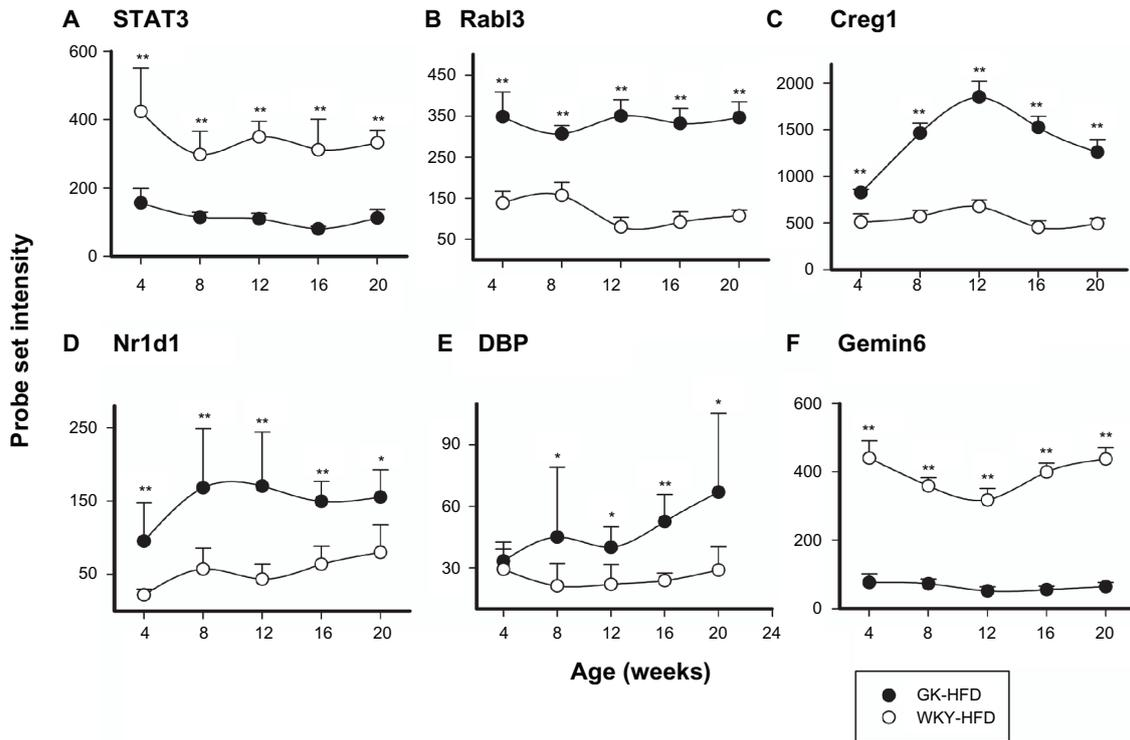 A STAT3
B Rabl3
C Creg1
600
400
200
0
** ** ** ** **
4 8 12 16 20
450
350
250
150
50
** ** ** ** **
4 8 12 16 20
2000
1500
1000
500
0
** ** ** ** **
4 8 12 16 20
Probe set intensity
D Nr1d1
E DBP
F Gemin6
250
150
50
** ** ** ** *
4 8 12 16 20
90
60
30
* * ** *
4 8 12 16 20 24
600
400
200
0
** ** ** ** **
4 8 12 16 20
Age (weeks)
GK-HFD
WKY-HFD